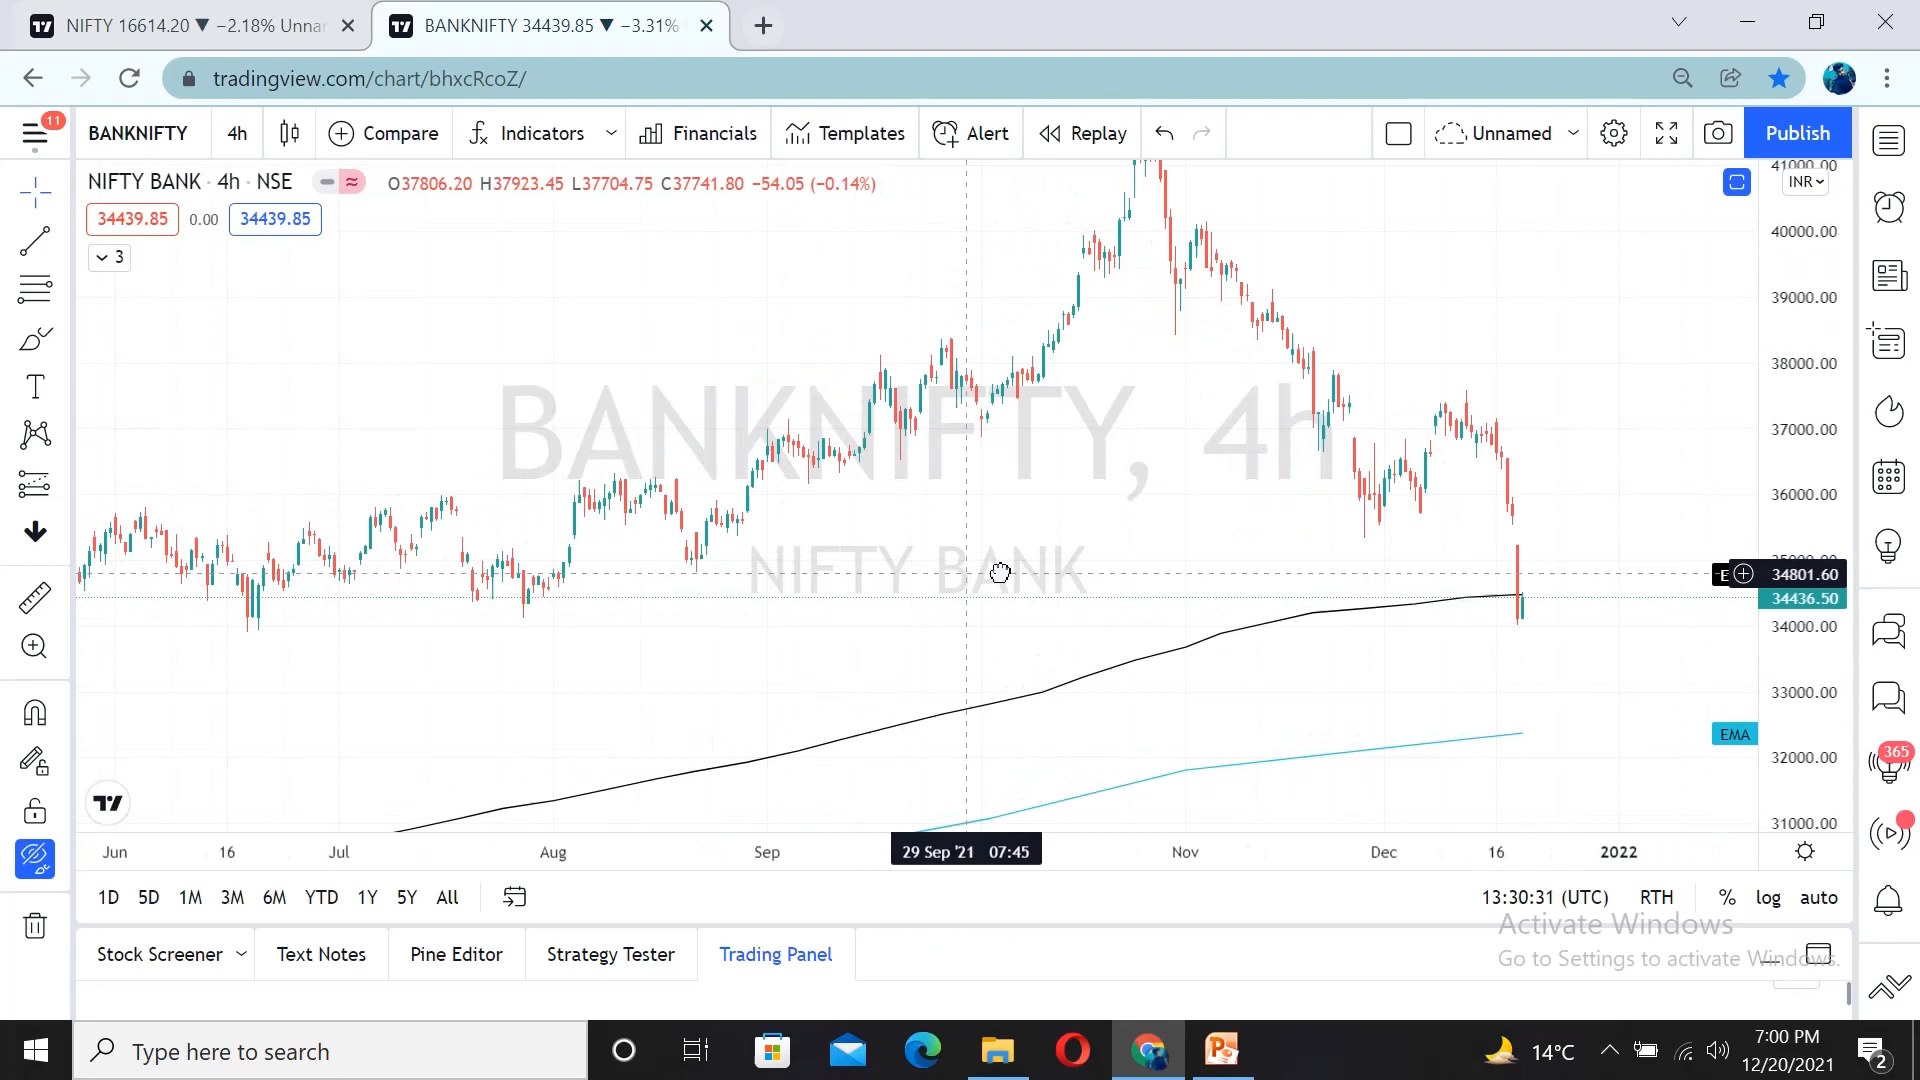 NIFTY 16614.20 ▼ −2.18% Unnar
BANKNIFTY 34439.85 ▼ −3.31%
tradingview.com/chart/bhxcRcoZ/
11
BANKNIFTY
4h
Compare
Indicators
Financials
Templates
Alert
Replay
Unnamed
Publish
NIFTY BANK · 4h · NSE
O37806.20 H37923.45 L37704.75 C37741.80 −54.05 (−0.14%)
INR
34439.85
0.00
34439.85
3
41000.00
40000.00
39000.00
38000.00
37000.00
36000.00
35000.00
34801.60
34436.50
34000.00
33000.00
32000.00
31000.00
BANKNIFTY, 4h
NIFTY BANK
EMA
365
Jun
16
Jul
Aug
Sep
29 Sep '21 07:45
Nov
Dec
16
2022
1D 5D 1M 3M 6M YTD 1Y 5Y All
13:30:31 (UTC)
RTH
%
log
auto
Activate Windows
Go to Settings to activate Windows.
Stock Screener
Text Notes
Pine Editor
Strategy Tester
Trading Panel
Type here to search
14°C
7:00 PM
12/20/2021
2